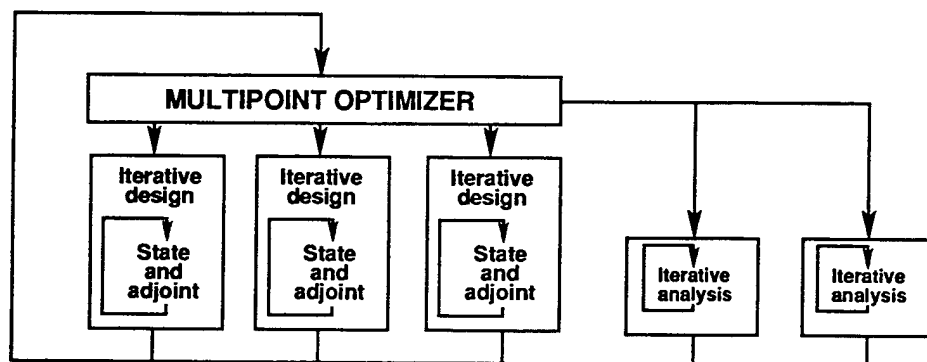 MULTIPOINT OPTIMIZER
Iterative
design
State
and
adjoint
Iterative
design
State
and
adjoint
Iterative
design
State
and
adjoint
Iterative
analysis
Iterative
analysis